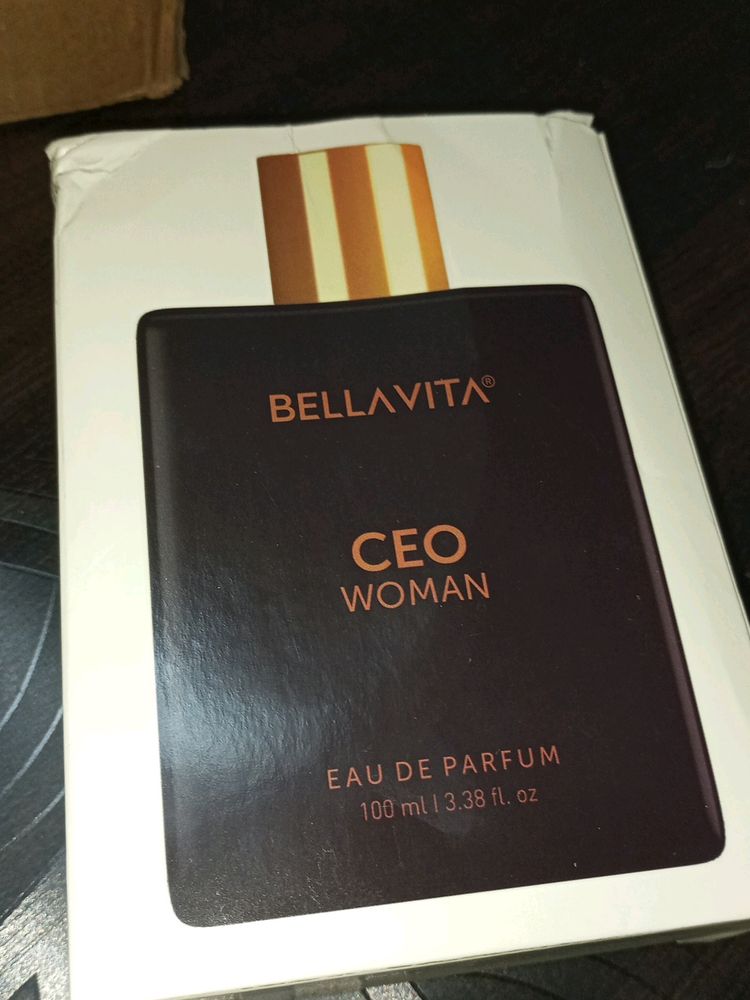 BELLAVITA®
CEO
WOMAN
EAU DE PARFUM
100 ml | 3.38 fl. oz